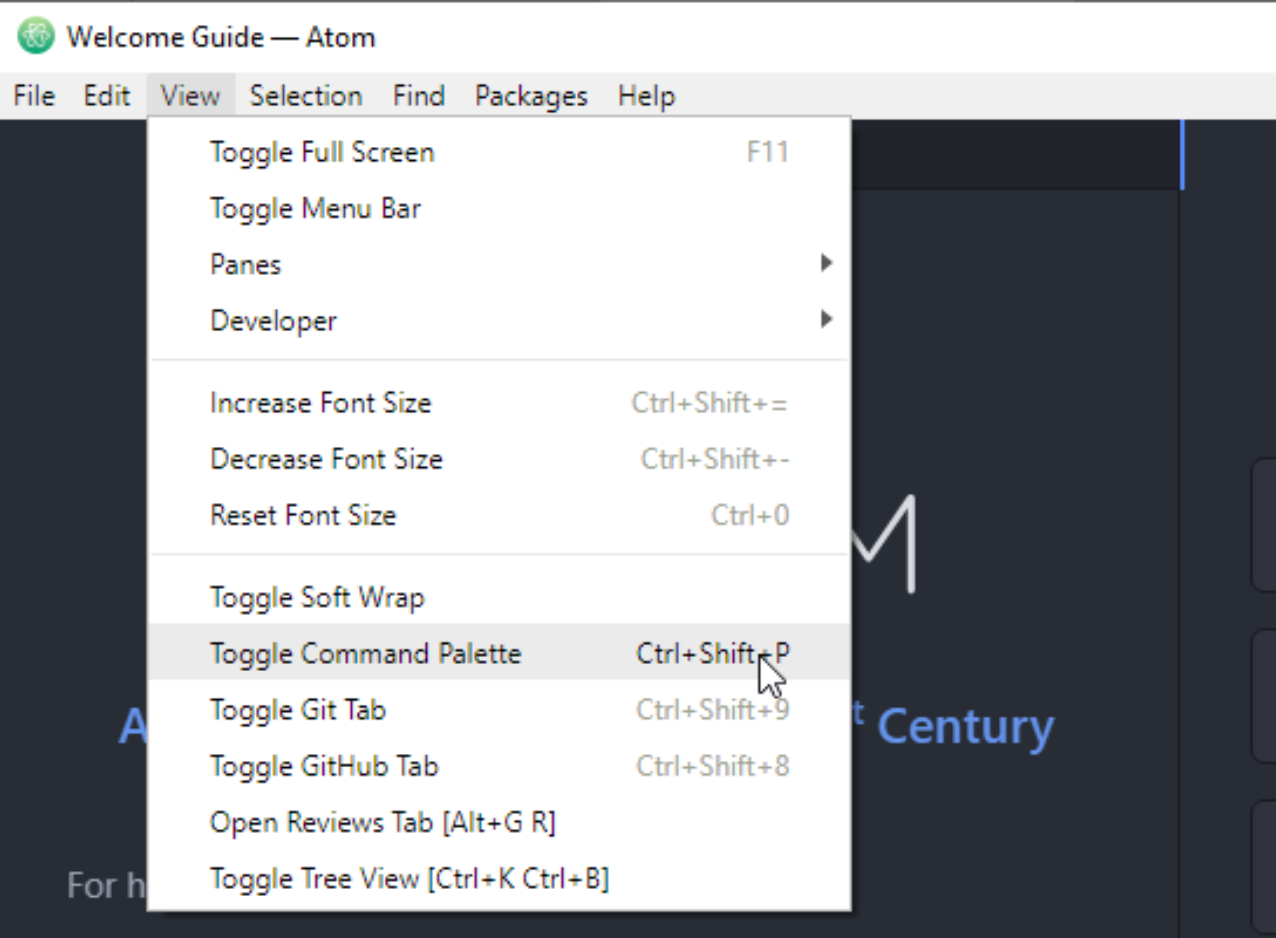 Welcome Guide — Atom
File Edit View Selection Find Packages Help
Toggle Full Screen F11
Toggle Menu Bar
Panes
Developer
Increase Font Size Ctrl+Shift+=
Decrease Font Size Ctrl+Shift+-
Reset Font Size Ctrl+0
M
Toggle Soft Wrap
Toggle Command Palette Ctrl+Shift+P
Toggle Git Tab Ctrl+Shift+9
A t Century
Toggle GitHub Tab Ctrl+Shift+8
Open Reviews Tab [Alt+G R]
Toggle Tree View [Ctrl+K Ctrl+B]
For h